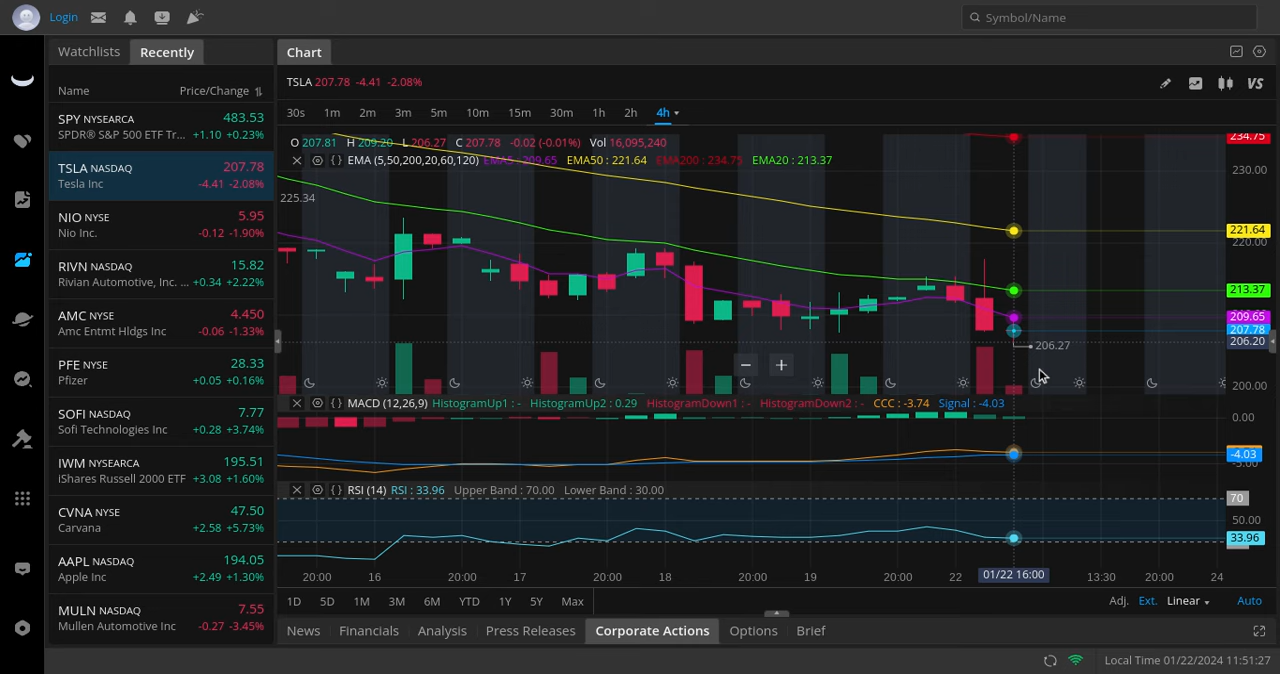 Login
Symbol/Name
Watchlists Recently
Name Price/Change
SPY NYSEARCA 483.53
SPDR® S&P 500 ETF Tr... +1.10 +0.23%
TSLA NASDAQ 207.78
Tesla Inc -4.41 -2.08%
NIO NYSE 5.95
Nio Inc. -0.12 -1.90%
RIVN NASDAQ 15.82
Rivian Automotive, Inc. ... +0.34 +2.22%
AMC NYSE 4.450
Amc Entmt Hldgs Inc -0.06 -1.33%
PFE NYSE 28.33
Pfizer +0.05 +0.16%
SOFI NASDAQ 7.77
Sofi Technologies Inc +0.28 +3.74%
IWM NYSEARCA 195.51
iShares Russell 2000 ETF +3.08 +1.60%
CVNA NYSE 47.50
Carvana +2.58 +5.73%
AAPL NASDAQ 194.05
Apple Inc +2.49 +1.30%
MULN NASDAQ 7.55
Mullen Automotive Inc -0.27 -3.45%
Chart
TSLA 207.78 -4.41 -2.08%
VS
30s 1m 2m 3m 5m 10m 15m 30m 1h 2h 4h
O 207.81 H 209.20 L 206.27 C 207.78 -0.02 (-0.01%) Vol 16,095,240
EMA (5,50,200,20,60,120) EMA5 : 209.65 EMA50 : 221.64 EMA200 : 234.75 EMA20 : 213.37
225.34
234.75
230.00
221.64
220.00
213.37
209.65
207.78
206.20
206.27
200.00
MACD (12,26,9) HistogramUp1 : - HistogramUp2 : 0.29 HistogramDown1 : - HistogramDown2 : - CCC : -3.74 Signal : -4.03
0.00
-4.03
-5.00
RSI (14) RSI : 33.96 Upper Band : 70.00 Lower Band : 30.00
70
50.00
33.96
20:00 16 20:00 17 20:00 18 20:00 19 20:00 22 01/22 16:00 13:30 20:00 24
1D 5D 1M 3M 6M YTD 1Y 5Y Max Adj. Ext. Linear Auto
News Financials Analysis Press Releases Corporate Actions Options Brief
Local Time 01/22/2024 11:51:27